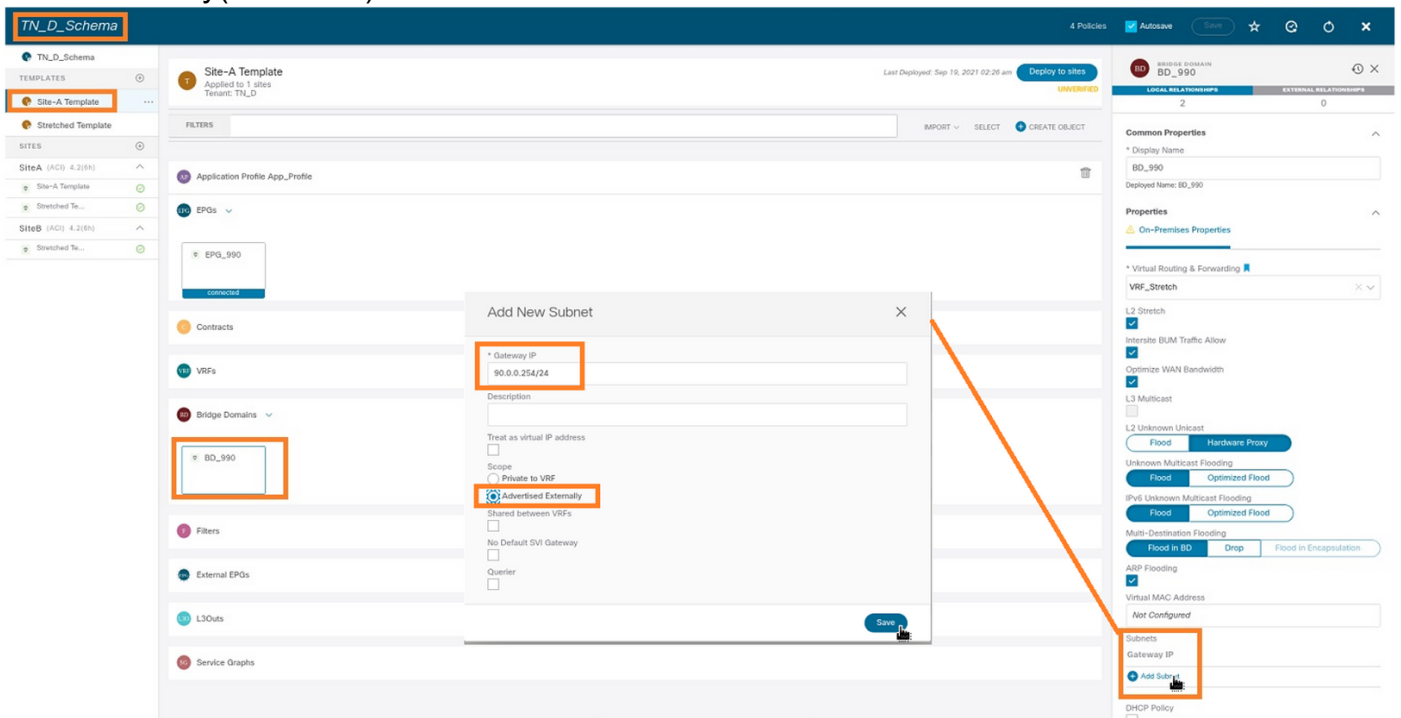 TN_D_Schema
4 Policies
Autosave
Save
TN_D_Schema
TEMPLATES
Site-A Template
Stretched Template
SITES
SiteA (ACI) 4.2(6h)
Site-A Template
Stretched Te...
SiteB (ACI) 4.2(6h)
Stretched Te...
T
Site-A Template
Applied to 1 sites
Tenant: TN_D
Last Deployed: Sep 19, 2021 02:26 am
Deploy to sites
UNVERIFIED
FILTERS
IMPORT
SELECT
CREATE OBJECT
AP
Application Profile App_Profile
EPG
EPGs
EPG_990
connected
C
Contracts
VRF
VRFs
BD
Bridge Domains
BD_990
F
Filters
External EPGs
L3Outs
SG
Service Graphs
Add New Subnet
* Gateway IP
90.0.0.254/24
Description
Treat as virtual IP address
Scope
Private to VRF
Advertised Externally
Shared between VRFs
No Default SVI Gateway
Querier
Save
BD
BRIDGE DOMAIN
BD_990
LOCAL RELATIONSHIPS
2
EXTERNAL RELATIONSHIPS
0
Common Properties
* Display Name
BD_990
Deployed Name: BD_990
Properties
On-Premises Properties
* Virtual Routing & Forwarding
VRF_Stretch
L2 Stretch
Intersite BUM Traffic Allow
Optimize WAN Bandwidth
L3 Multicast
L2 Unknown Unicast
Flood Hardware Proxy
Unknown Multicast Flooding
Flood Optimized Flood
IPv6 Unknown Multicast Flooding
Flood Optimized Flood
Multi-Destination Flooding
Flood in BD Drop Flood in Encapsulation
ARP Flooding
Virtual MAC Address
Not Configured
Subnets
Gateway IP
Add Subnet
DHCP Policy